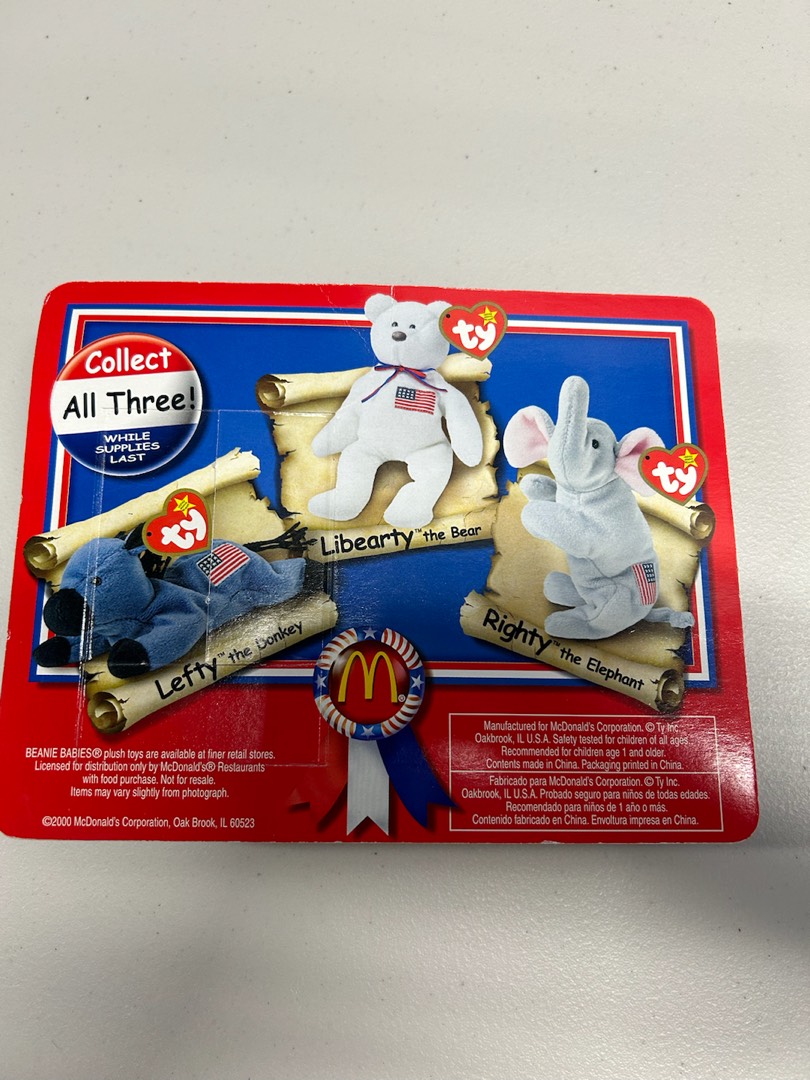 Collect
All Three!
WHILE
SUPPLIES
LAST
ty
Libearty™ the Bear
ty
Righty™ the Elephant
ty
Lefty™ the Donkey
M®
BEANIE BABIES® plush toys are available at finer retail stores.
Licensed for distribution only by McDonald's® Restaurants
with food purchase. Not for resale.
Items may vary slightly from photograph.
©2000 McDonald's Corporation, Oak Brook, IL 60523
Manufactured for McDonald's Corporation. © Ty Inc.
Oakbrook, IL U.S.A. Safety tested for children of all ages.
Recommended for children age 1 and older.
Contents made in China. Packaging printed in China.
Fabricado para McDonald's Corporation. © Ty Inc.
Oakbrook, IL U.S.A. Probado seguro para niños de todas edades.
Recomendado para niños de 1 año o más.
Contenido fabricado en China. Envoltura impresa en China.